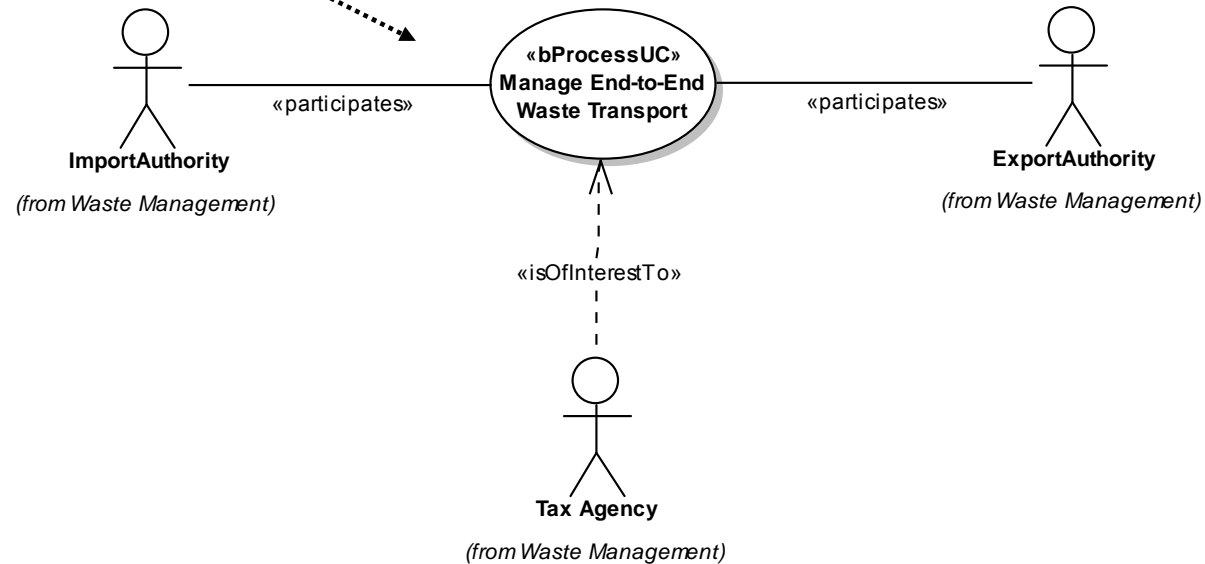 «bProcessUC»
Manage End-to-End
Waste Transport
«participates»
«participates»
ImportAuthority
(from Waste Management)
ExportAuthority
(from Waste Management)
«isOfInterestTo»
Tax Agency
(from Waste Management)